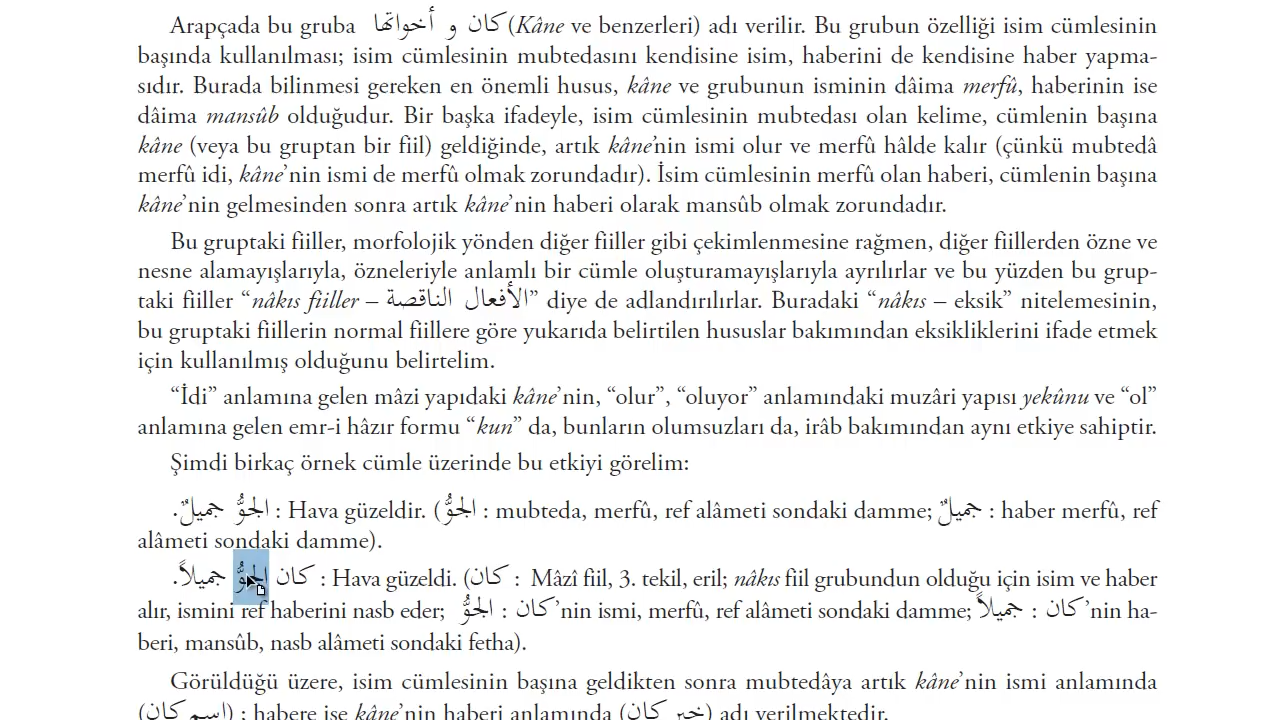 Arapçada bu gruba كان و أخواتها (Kâne ve benzerleri) adı verilir. Bu grubun özelliği isim cümlesinin
başında kullanılması; isim cümlesinin mubtedasını kendisine isim, haberini de kendisine haber yapma-
sıdır. Burada bilinmesi gereken en önemli husus, kâne ve grubunun isminin dâima merfû, haberinin ise
dâima mansûb olduğudur. Bir başka ifadeyle, isim cümlesinin mubtedası olan kelime, cümlenin başına
kâne (veya bu gruptan bir fiil) geldiğinde, artık kâne’nin ismi olur ve merfû hâlde kalır (çünkü mubtedâ
merfû idi, kâne’nin ismi de merfû olmak zorundadır). İsim cümlesinin merfû olan haberi, cümlenin başına
kâne’nin gelmesinden sonra artık kâne’nin haberi olarak mansûb olmak zorundadır.
Bu gruptaki fiiller, morfolojik yönden diğer fiiller gibi çekimlenmesine rağmen, diğer fiillerden özne ve
nesne alamayışlarıyla, özneleriyle anlamlı bir cümle oluşturamayışlarıyla ayrılırlar ve bu yüzden bu grup-
taki fiiller “nâkıs fiiller – الأفعال الناقصة” diye de adlandırılırlar. Buradaki “nâkıs – eksik” nitelemesinin,
bu gruptaki fiillerin normal fiillere göre yukarıda belirtilen hususlar bakımından eksikliklerini ifade etmek
için kullanılmış olduğunu belirtelim.
“İdi” anlamına gelen mâzi yapıdaki kâne’nin, “olur”, “oluyor” anlamındaki muzâri yapısı yekûnu ve “ol”
anlamına gelen emr-i hâzır formu “kun” da, bunların olumsuzları da, irâb bakımından aynı etkiye sahiptir.
Şimdi birkaç örnek cümle üzerinde bu etkiyi görelim:
الجوُّ جميلٌ. : Hava güzeldir. (الجوُّ : mubteda, merfû, ref alâmeti sondaki damme; جميلٌ : haber merfû, ref
alâmeti sondaki damme).
كان الجوُّ جميلاً. : Hava güzeldi. (كان : Mâzî fiil, 3. tekil, eril; nâkıs fiil grubundun olduğu için isim ve haber
alır, ismini ref haberini nasb eder; الجوُّ : كان’nin ismi, merfû, ref alâmeti sondaki damme; جميلاً : كان’nin ha-
beri, mansûb, nasb alâmeti sondaki fetha).
Görüldüğü üzere, isim cümlesinin başına geldikten sonra mubtedâya artık kâne’nin ismi anlamında
(اسم كان) ; habere ise kâne’nin haberi anlamında (خبر كان) adı verilmektedir.